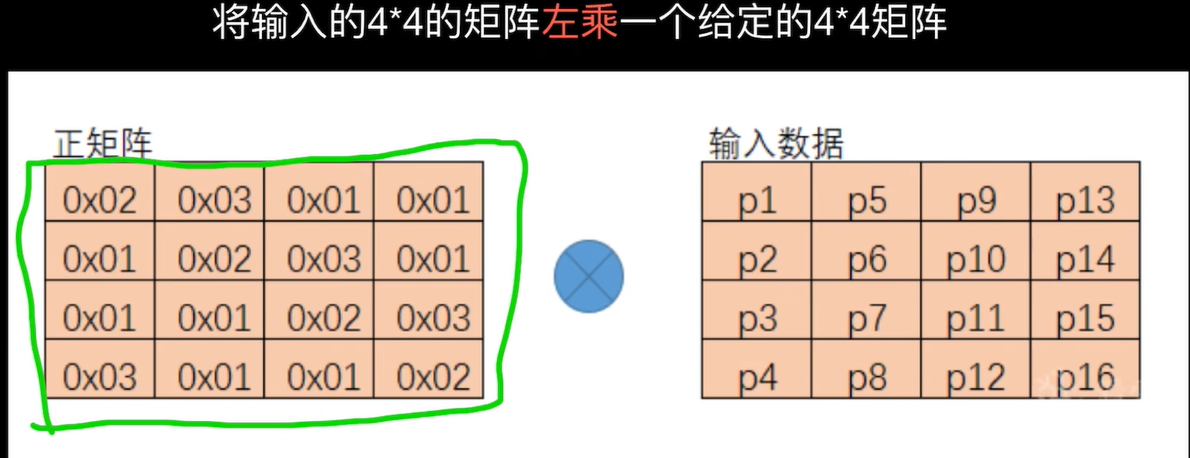 将输入的4*4的矩阵左乘一个给定的4*4矩阵
正矩阵
0x02 0x03 0x01 0x01
0x01 0x02 0x03 0x01
0x01 0x01 0x02 0x03
0x03 0x01 0x01 0x02
输入数据
p1 p5 p9 p13
p2 p6 p10 p14
p3 p7 p11 p15
p4 p8 p12 p16